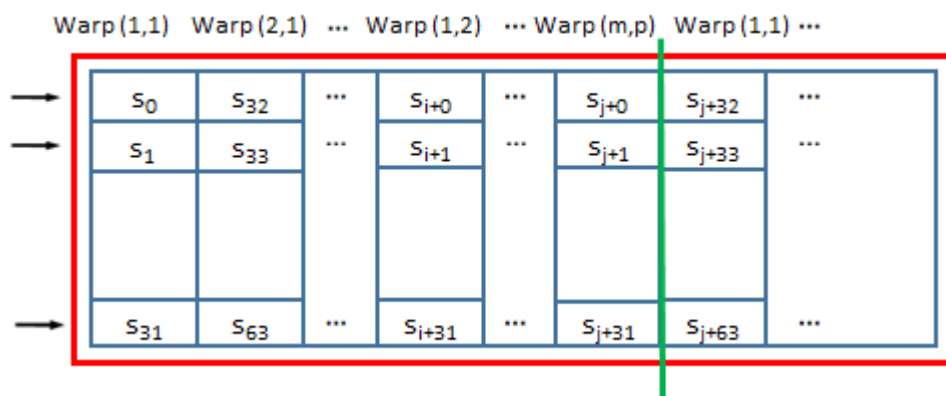 Warp (1,1) Warp (2,1) ... Warp (1,2) ... Warp (m,p) Warp (1,1) ...
s₀ s₃₂ ... sᵢ₊₀ ... sⱼ₊₀ sⱼ₊₃₂ ...
s₁ s₃₃ ... sᵢ₊₁ ... sⱼ₊₁ sⱼ₊₃₃ ...
s₃₁ s₆₃ ... sᵢ₊₃₁ ... sⱼ₊₃₁ sⱼ₊₆₃ ...